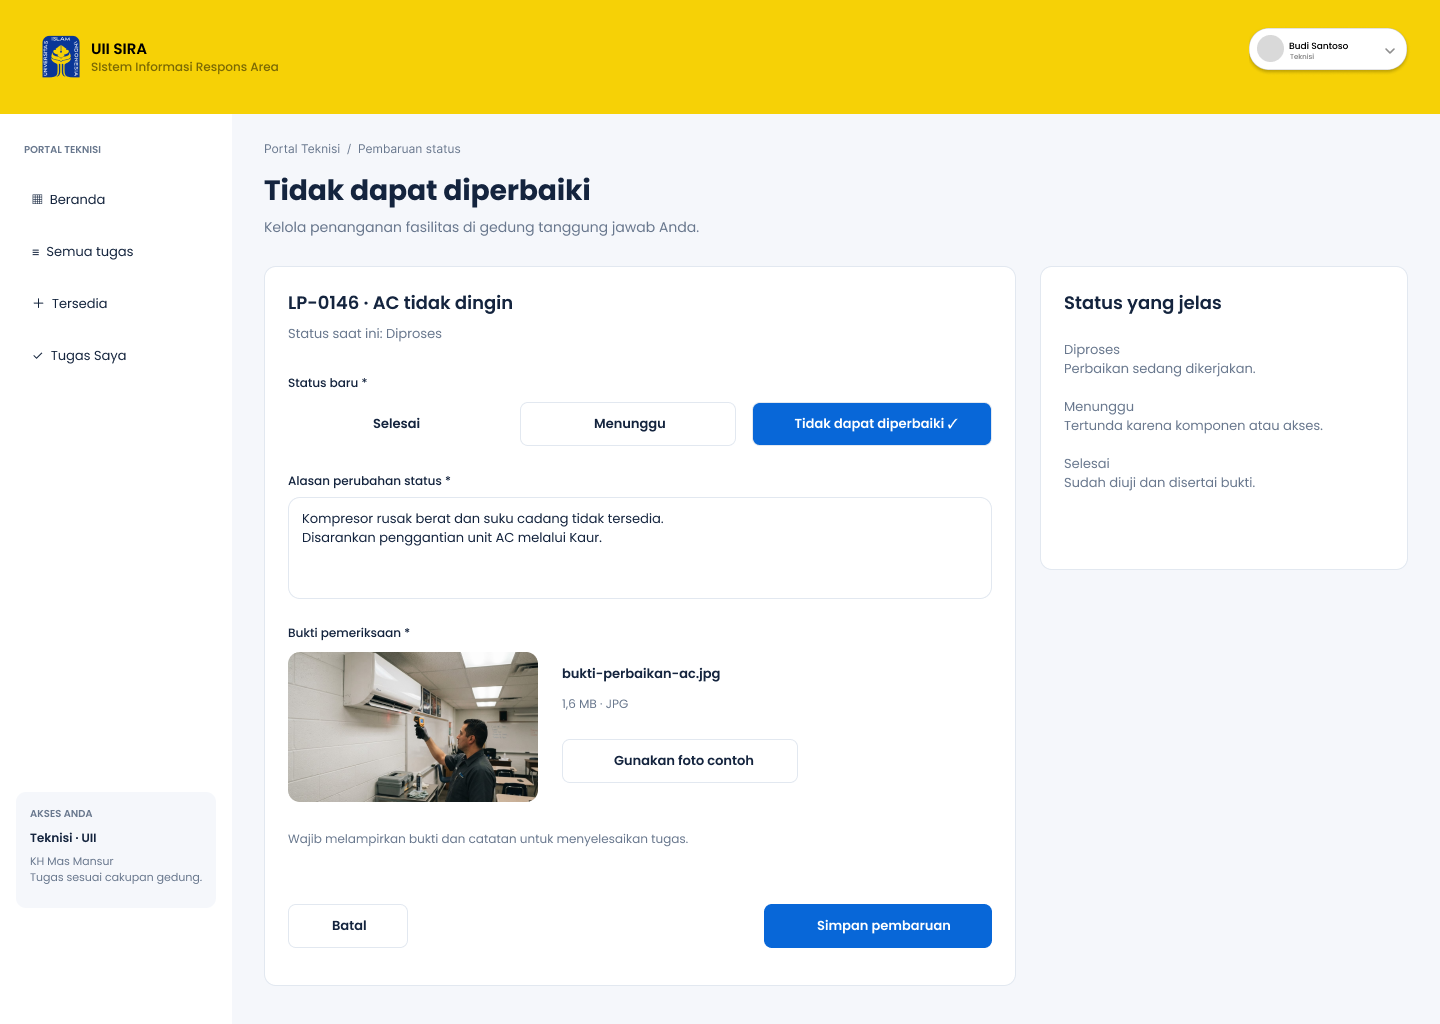 UNIVERSITAS
ISLAM
INDONESIA
UII SIRA
SIstem Informasi Respons Area
Budi Santoso
Teknisi
PORTAL TEKNISI
Beranda
Semua tugas
Tersedia
Tugas Saya
AKSES ANDA
Teknisi · UII
KH Mas Mansur
Tugas sesuai cakupan gedung.
Portal Teknisi / Pembaruan status
Tidak dapat diperbaiki
Kelola penanganan fasilitas di gedung tanggung jawab Anda.
LP-0146 · AC tidak dingin
Status saat ini: Diproses
Status baru *
Selesai
Menunggu
Tidak dapat diperbaiki ✓
Alasan perubahan status *
Kompresor rusak berat dan suku cadang tidak tersedia.
Disarankan penggantian unit AC melalui Kaur.
Bukti pemeriksaan *
bukti-perbaikan-ac.jpg
1,6 MB · JPG
Gunakan foto contoh
Wajib melampirkan bukti dan catatan untuk menyelesaikan tugas.
Batal
Simpan pembaruan
Status yang jelas
Diproses
Perbaikan sedang dikerjakan.
Menunggu
Tertunda karena komponen atau akses.
Selesai
Sudah diuji dan disertai bukti.